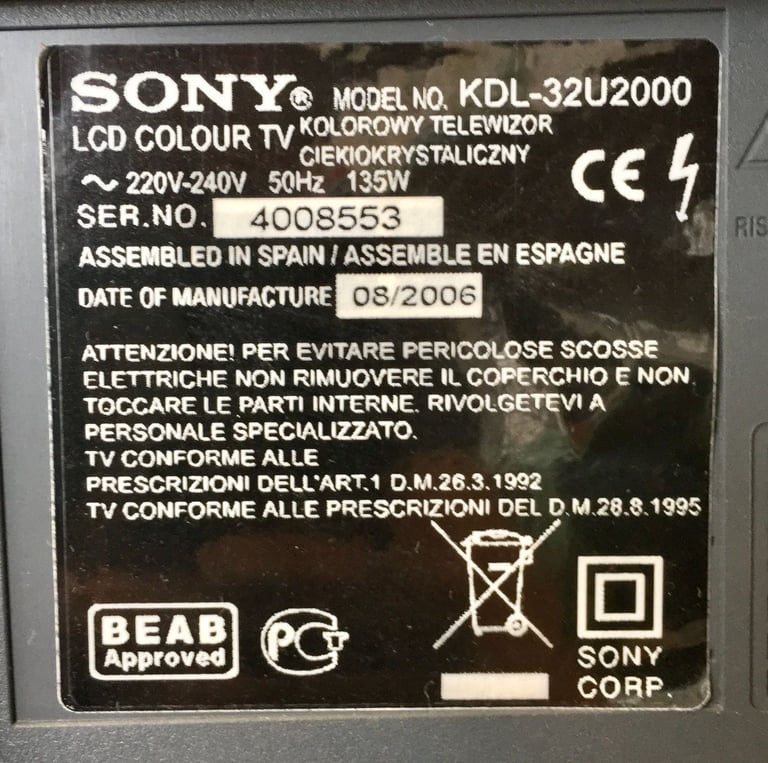 SONY® MODEL NO. KDL-32U2000
LCD COLOUR TV KOLOROWY TELEWIZOR
CIEKIOKRYSTALICZNY
~ 220V-240V 50Hz 135W
CE
SER.NO. 4008553
ASSEMBLED IN SPAIN / ASSEMBLE EN ESPAGNE
DATE OF MANUFACTURE 08/2006
ATTENZIONE! PER EVITARE PERICOLOSE SCOSSE
ELETTRICHE NON RIMUOVERE IL COPERCHIO E NON
TOCCARE LE PARTI INTERNE. RIVOLGETEVI A
PERSONALE SPECIALIZZATO.
TV CONFORME ALLE
PRESCRIZIONI DELL'ART.1 D.M.26.3.1992
TV CONFORME ALLE PRESCRIZIONI DEL D.M.28.8.1995
BEAB
Approved
PCT
SONY
CORP.
RIS